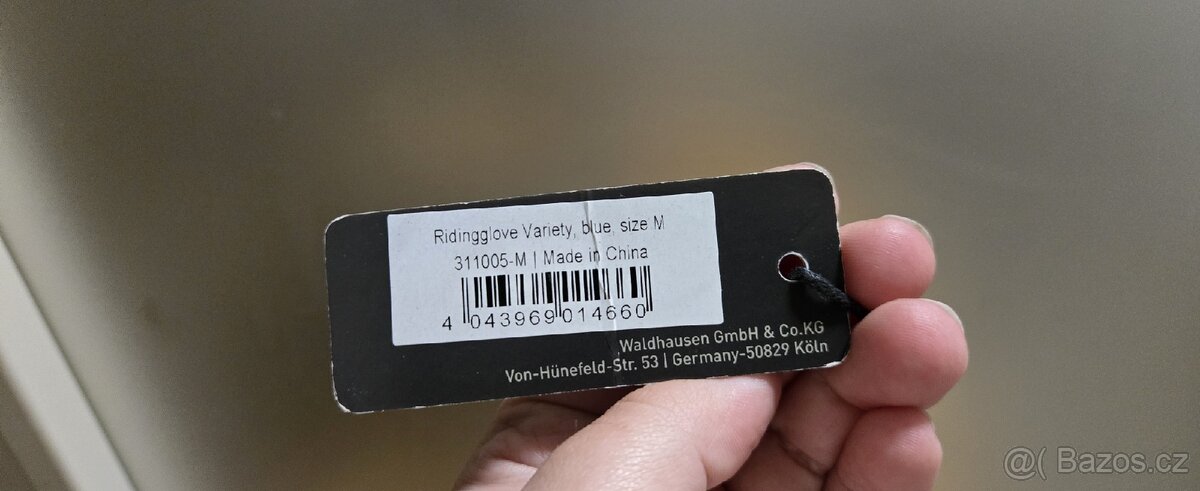 Ridingglove Variety, blue, size M
311005-M | Made in China
4 043969 014660
Waldhausen GmbH & Co.KG
Von-Hünefeld-Str. 53 | Germany-50829 Köln
@( Bazos.cz